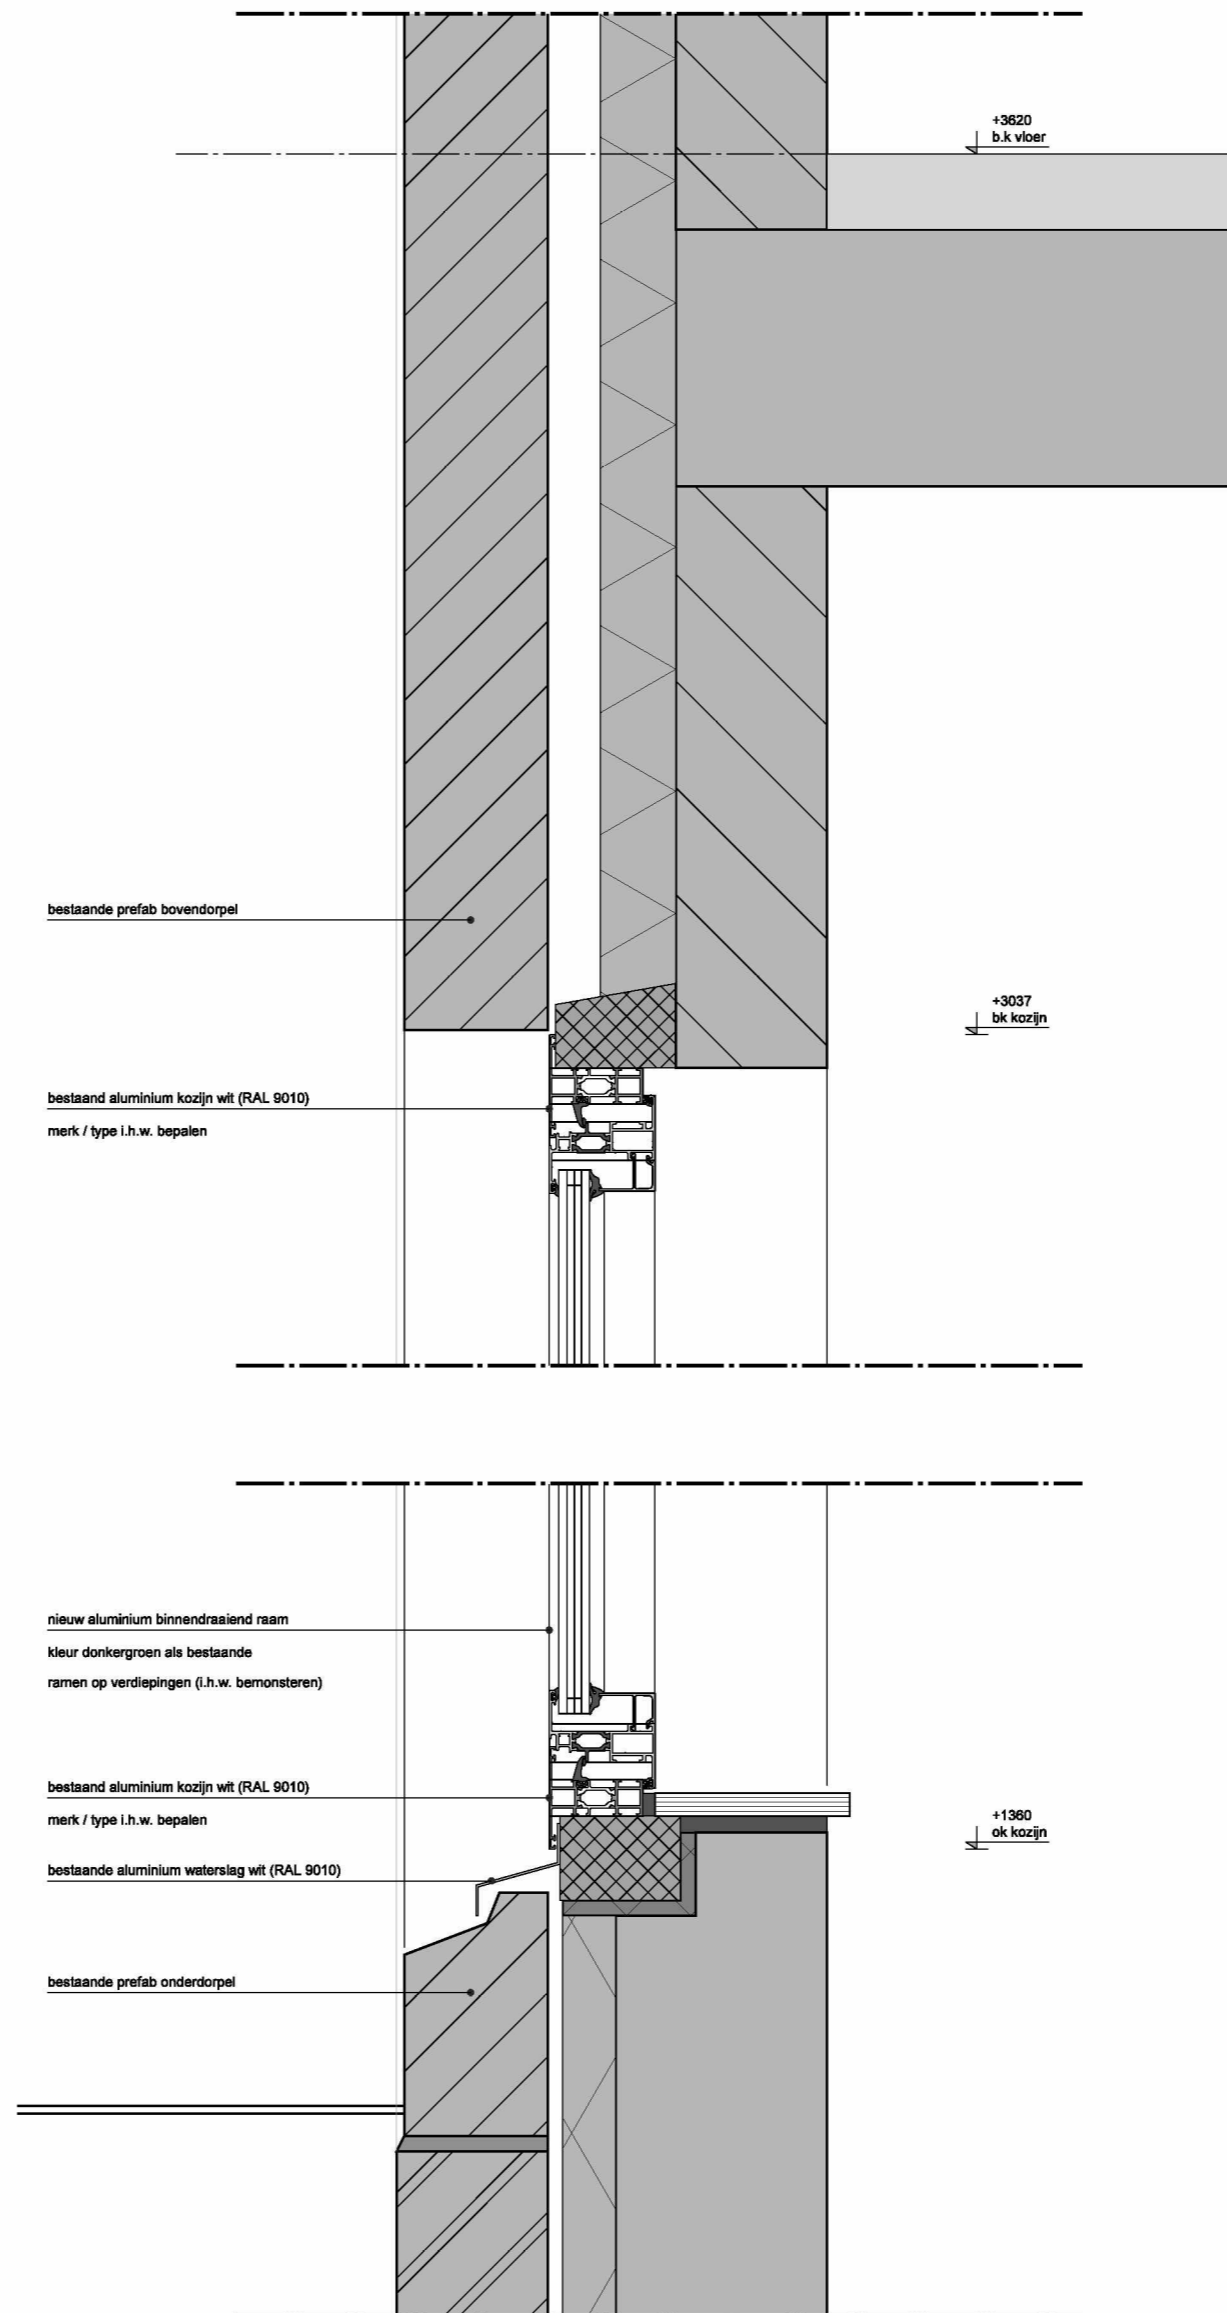 +3620
b.k vloer
bestaande prefab bovendorpel
+3037
bk kozijn
bestaand aluminium kozijn wit (RAL 9010)
merk / type i.h.w. bepalen
nieuw aluminium binnendraaiend raam
kleur donkergroen als bestaande
ramen op verdiepingen (i.h.w. bemonsteren)
bestaand aluminium kozijn wit (RAL 9010)
merk / type i.h.w. bepalen
+1360
ok kozijn
bestaande aluminium waterslag wit (RAL 9010)
bestaande prefab onderdorpel